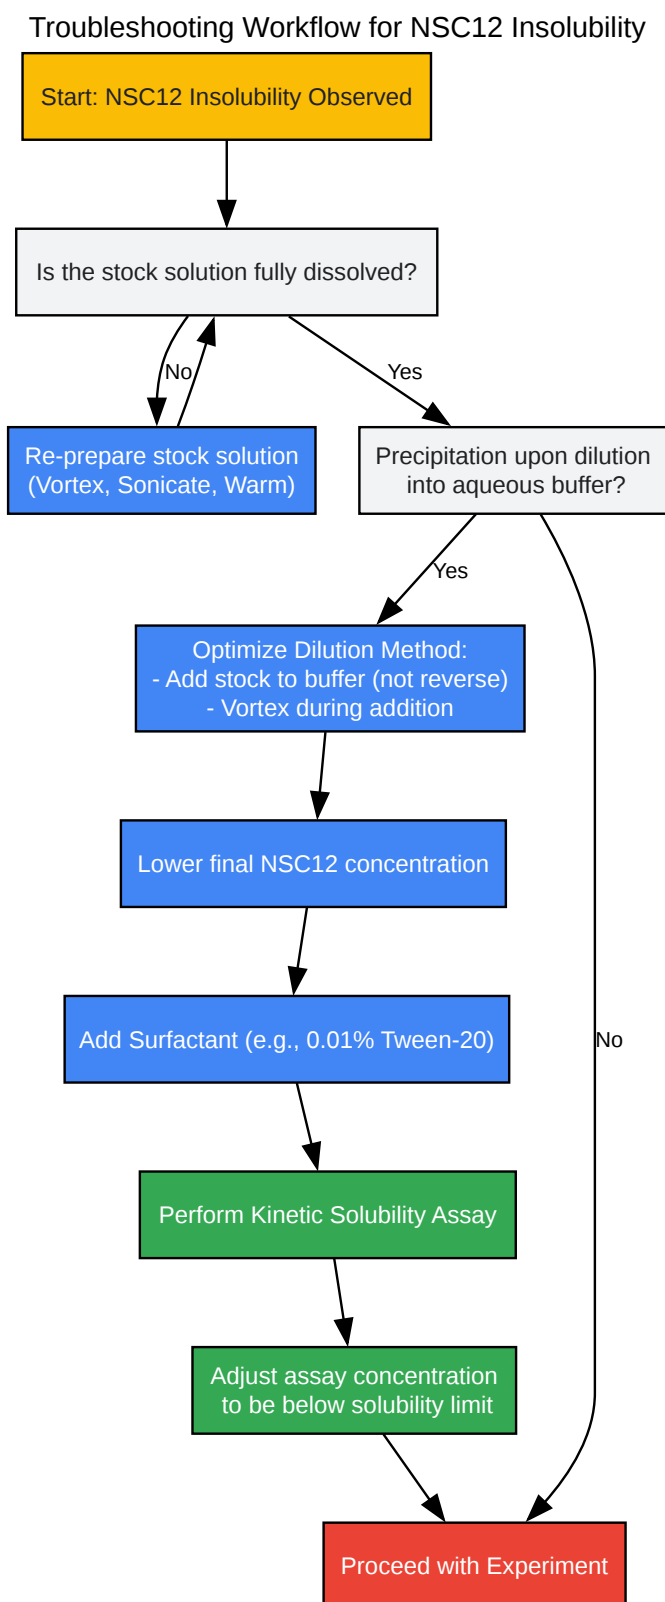 Troubleshooting Workflow for NSC12 Insolubility
Start: NSC12 Insolubility Observed
Is the stock solution fully dissolved?
No
Yes
Re-prepare stock solution
(Vortex, Sonicate, Warm)
Precipitation upon dilution
into aqueous buffer?
Yes
Optimize Dilution Method:
- Add stock to buffer (not reverse)
- Vortex during addition
Lower final NSC12 concentration
Add Surfactant (e.g., 0.01% Tween-20)
No
Perform Kinetic Solubility Assay
Adjust assay concentration
to be below solubility limit
Proceed with Experiment